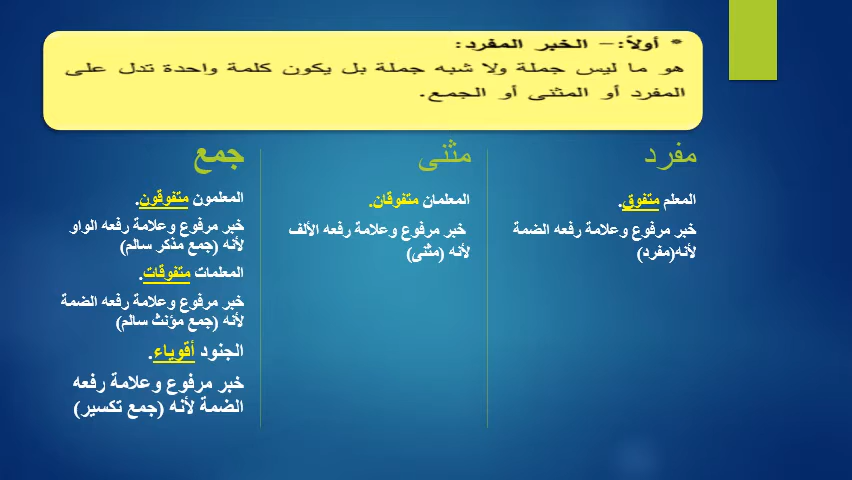 * أولاً:– الخبر المفرد:
هو ما ليس جملة ولا شبه جملة بل يكون كلمة واحدة تدل على
المفرد أو المثنى أو الجمع.
مفرد
المعلم متفوق.
خبر مرفوع وعلامة رفعه الضمة
لأنه(مفرد)
مثنى
المعلمان متفوقان.
خبر مرفوع وعلامة رفعه الألف
لأنه (مثنى)
جمع
المعلمون متفوقون.
خبر مرفوع وعلامة رفعه الواو
لأنه (جمع مذكر سالم)
المعلمات متفوقات.
خبر مرفوع وعلامة رفعه الضمة
لأنه (جمع مؤنث سالم)
الجنود أقوياء.
خبر مرفوع وعلامة رفعه
الضمة لأنه (جمع تكسير)